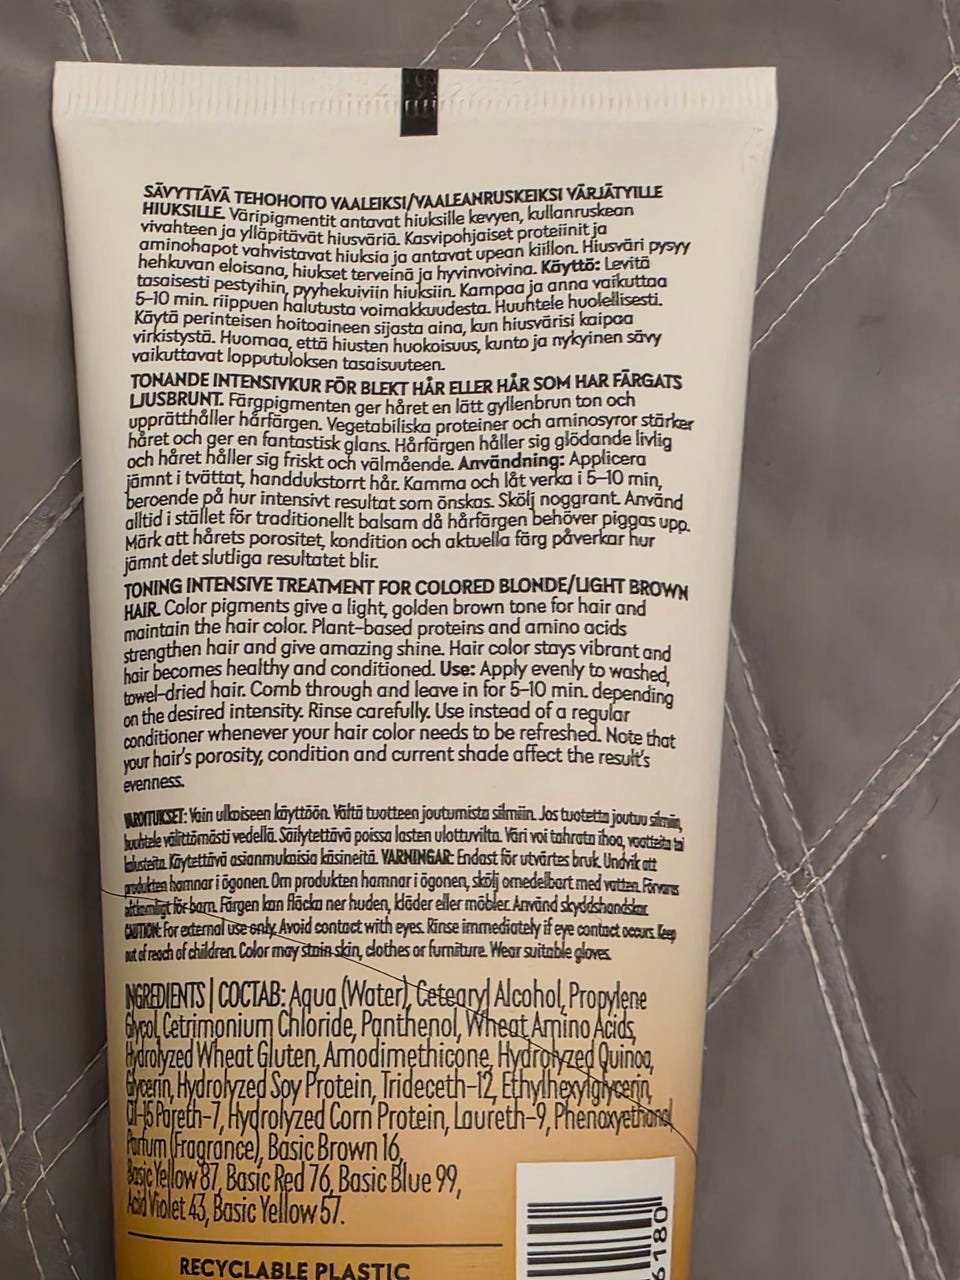 SÄVYTTÄVÄ TEHOHOITO VAALEIKSI/VAALEANRUSKEIKSI VÄRJÄTYILLE
HIUKSILLE. Väripigmentit antavat hiuksille kevyen, kullanruskean
vivahteen ja ylläpitävät hiusväriä. Kasvipohjaiset proteiinit ja
aminohapot vahvistavat hiuksia ja antavat upean kiillon. Hiusväri pysyy
hehkuvan eloisana, hiukset terveinä ja hyvinvoivina. Käyttö: Levitä
tasaisesti pestyihin, pyyhekuiviin hiuksiin. Kampaa ja anna vaikuttaa
5–10 min. riippuen halutusta voimakkuudesta. Huuhtele huolellisesti.
Käytä perinteisen hoitoaineen sijasta aina, kun hiusvärisi kaipaa
virkistystä. Huomaa, että hiusten huokoisuus, kunto ja nykyinen sävy
vaikuttavat lopputuloksen tasaisuuteen.
TONANDE INTENSIVKUR FÖR BLEKT HÅR ELLER HÅR SOM HAR FÄRGATS
LJUSBRUNT. Färgpigmenten ger håret en lätt gyllenbrun ton och
upprätthåller hårfärgen. Vegetabiliska proteiner och aminosyror stärker
håret och ger en fantastisk glans. Hårfärgen håller sig glödande livlig
och håret håller sig friskt och välmående. Användning: Applicera
jämnt i tvättat, handdukstorrt hår. Kamma och låt verka i 5–10 min,
beroende på hur intensivt resultat som önskas. Skölj noggrant. Använd
alltid i stället för traditionellt balsam då hårfärgen behöver piggas upp.
Märk att hårets porositet, kondition och aktuella färg påverkar hur
jämnt det slutliga resultatet blir.
TONING INTENSIVE TREATMENT FOR COLORED BLONDE/LIGHT BROWN
HAIR. Color pigments give a light, golden brown tone for hair and
maintain the hair color. Plant-based proteins and amino acids
strengthen hair and give amazing shine. Hair color stays vibrant and
hair becomes healthy and conditioned. Use: Apply evenly to washed,
towel-dried hair. Comb through and leave in for 5–10 min. depending
on the desired intensity. Rinse carefully. Use instead of a regular
conditioner whenever your hair color needs to be refreshed. Note that
your hair's porosity, condition and current shade affect the result's
evenness.
VAROITUKSET: Vain ulkoiseen käyttöön. Vältä tuotteen joutumista silmiin. Jos tuotetta joutuu silmiin,
huuhtele välittömästi vedellä. Säilytettävä poissa lasten ulottuvilta. Väri voi tahrata ihoa, vaatteita tai
kalusteita. Käytettävä asianmukaisia käsineitä. VARNINGAR: Endast för utvärtes bruk. Undvik att
produkten hamnar i ögonen. Om produkten hamnar i ögonen, skölj omedelbart med vatten. Förvaras
oåtkomligt för barn. Färgen kan fläcka ner huden, kläder eller möbler. Använd skyddshandskar.
CAUTION: For external use only. Avoid contact with eyes. Rinse immediately if eye contact occurs. Keep
out of reach of children. Color may stain skin, clothes or furniture. Wear suitable gloves.
INGREDIENTS | СОСТАВ: Aqua (Water), Cetearyl Alcohol, Propylene
Glycol, Cetrimonium Chloride, Panthenol, Wheat Amino Acids,
Hydrolyzed Wheat Gluten, Amodimethicone, Hydrolyzed Quinoa,
Glycerin, Hydrolyzed Soy Protein, Trideceth-12, Ethylhexylglycerin,
C11-15 Pareth-7, Hydrolyzed Corn Protein, Laureth-9, Phenoxyethanol,
Parfum (Fragrance), Basic Brown 16,
Basic Yellow 87, Basic Red 76, Basic Blue 99,
Acid Violet 43, Basic Yellow 57.
RECYCLABLE PLASTIC
6180